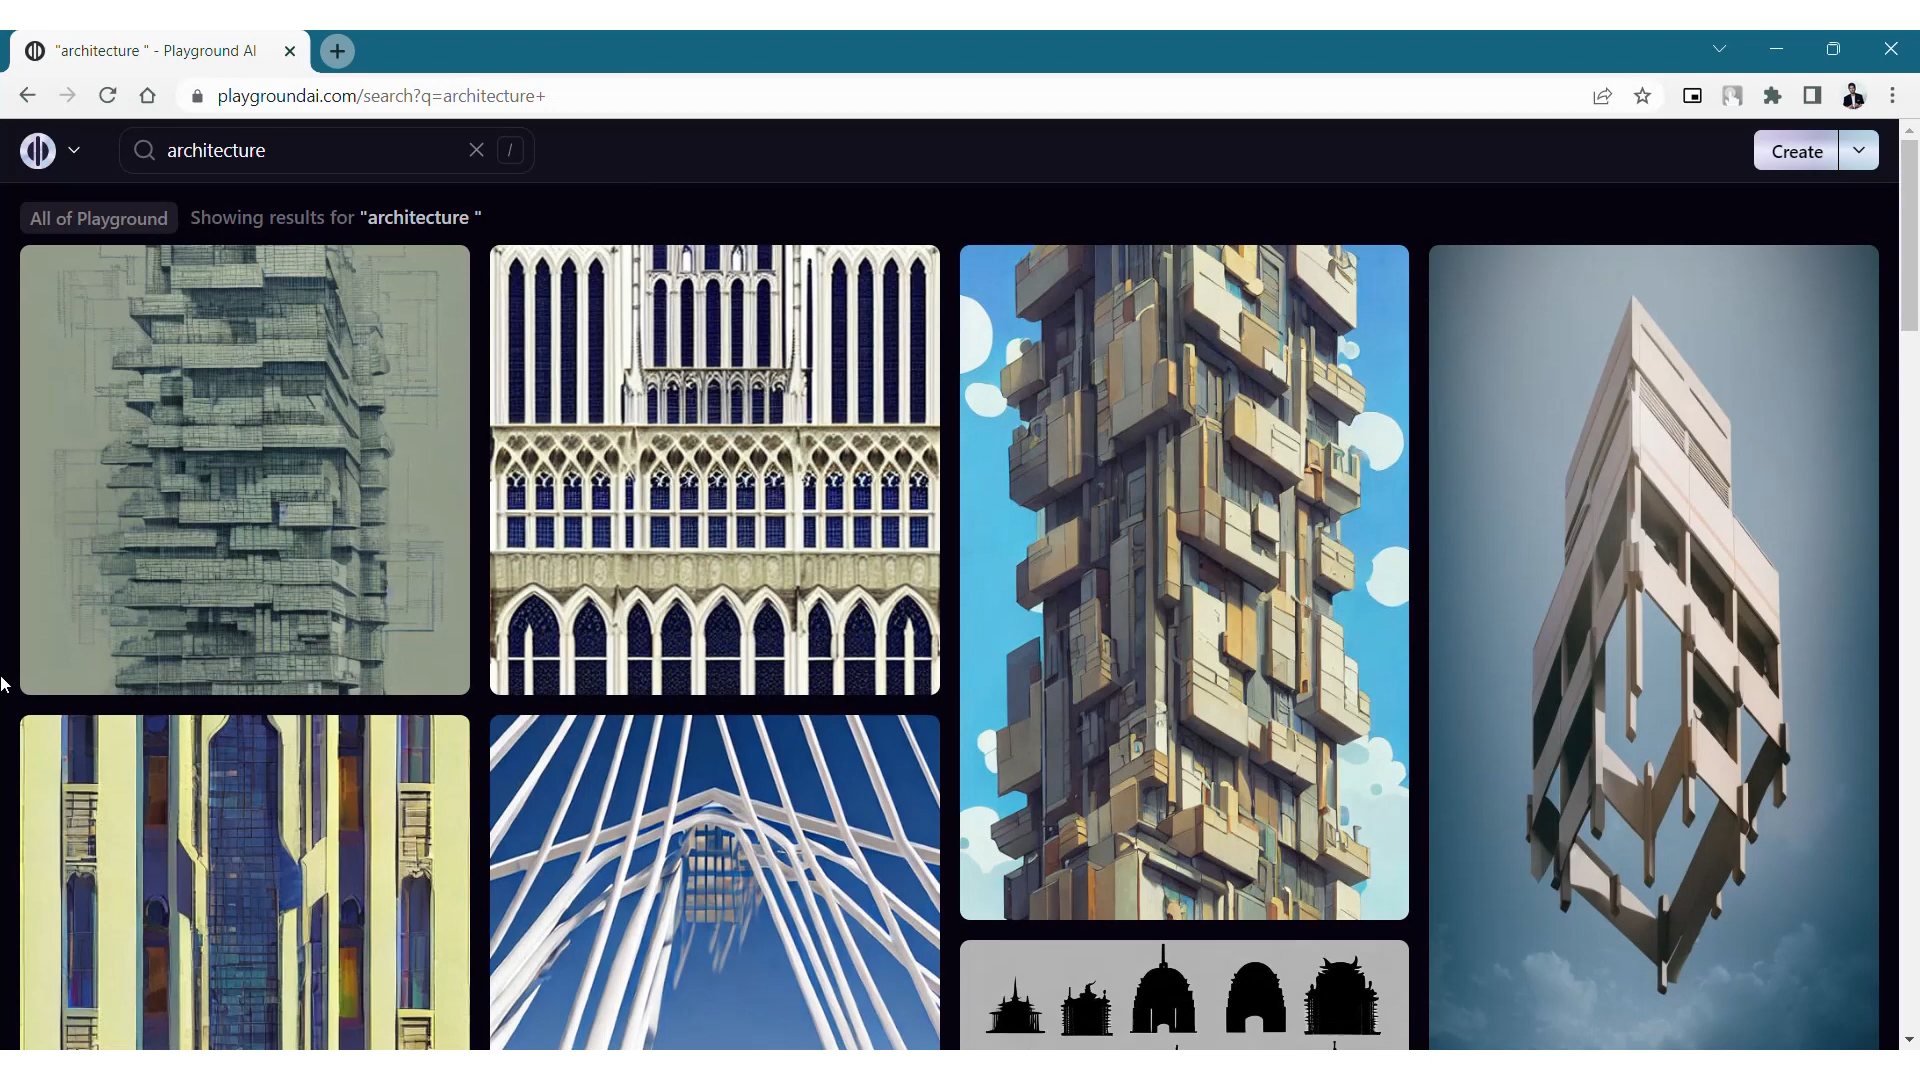 "architecture " - Playground AI
playgroundai.com/search?q=architecture+
architecture
/
Create
All of Playground
Showing results for "architecture "